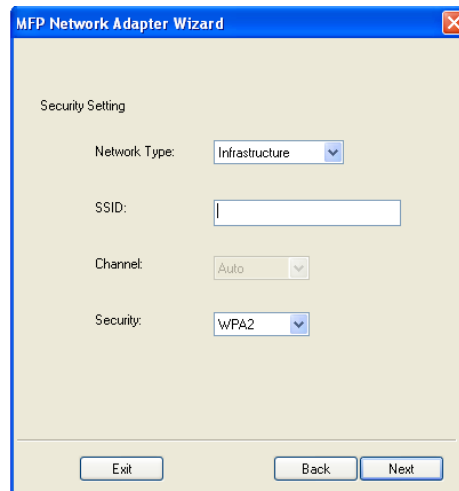 MFP Network Adapter Wizard
Security Setting
Network Type: Infrastructure
SSID:
Channel: Auto
Security: WPA2
Exit Back Next